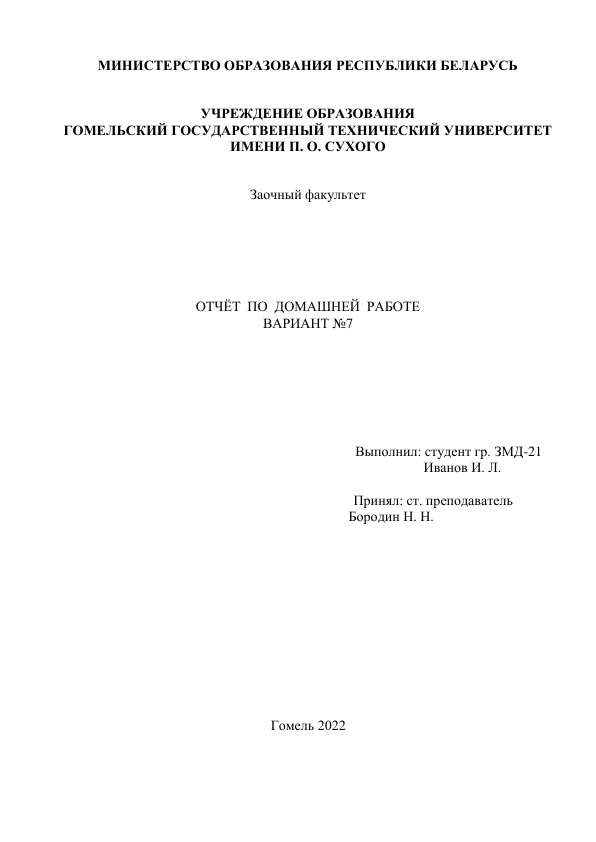 МИНИСТЕРСТВО ОБРАЗОВАНИЯ РЕСПУБЛИКИ БЕЛАРУСЬ
УЧРЕЖДЕНИЕ ОБРАЗОВАНИЯ
ГОМЕЛЬСКИЙ ГОСУДАРСТВЕННЫЙ ТЕХНИЧЕСКИЙ УНИВЕРСИТЕТ
ИМЕНИ П. О. СУХОГО
Заочный факультет
ОТЧЁТ ПО ДОМАШНЕЙ РАБОТЕ
ВАРИАНТ №7
Выполнил: студент гр. ЗМД-21
Иванов И. Л.
Принял: ст. преподаватель
Бородин Н. Н.
Гомель 2022